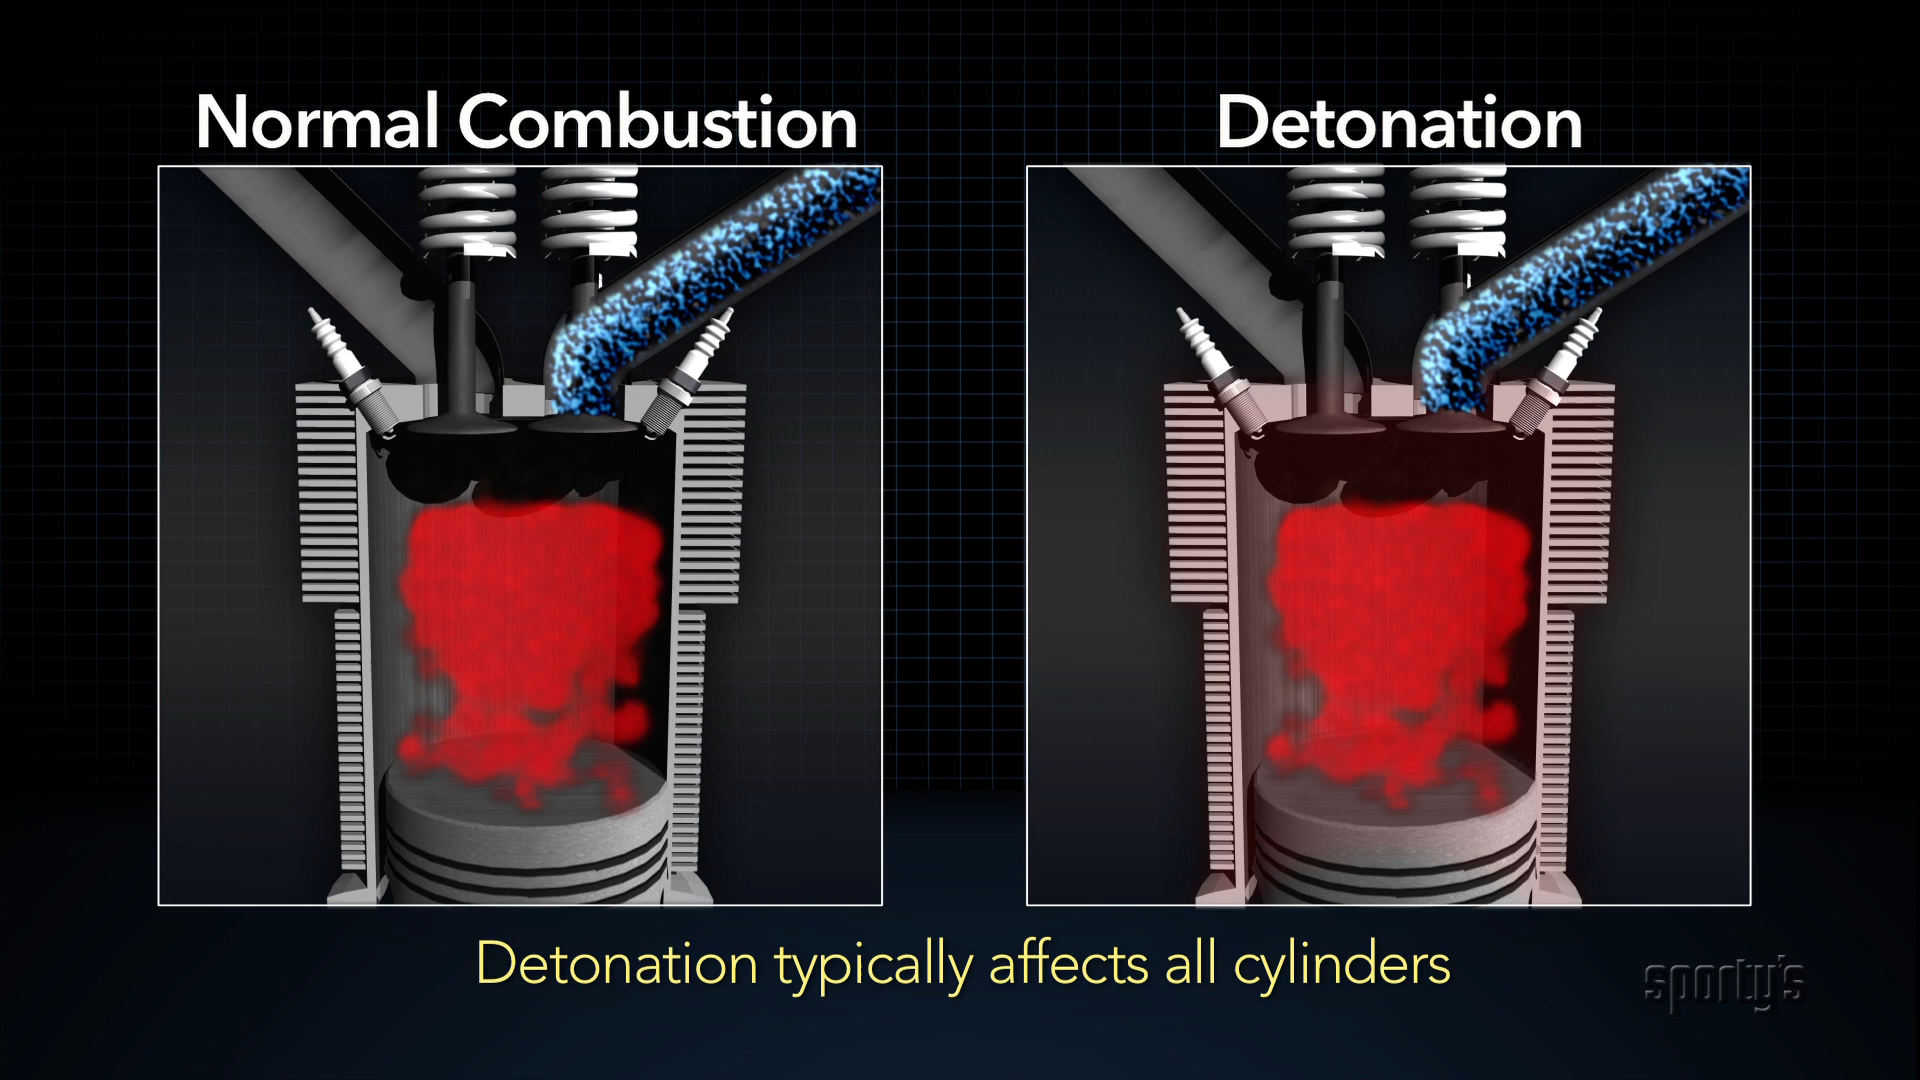 Normal Combustion
Detonation
Detonation typically affects all cylinders
sporty's